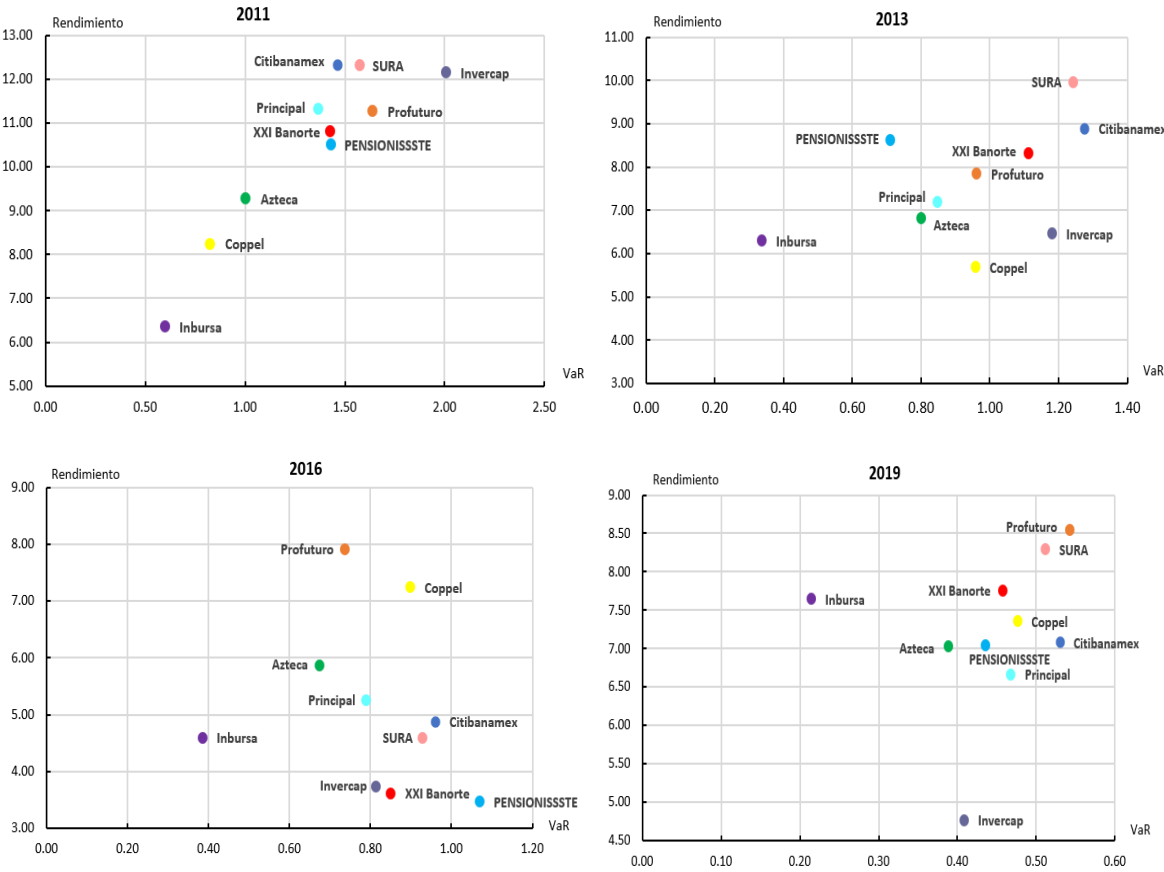 2011
Rendimiento
13.00
12.00
11.00
10.00
9.00
8.00
7.00
6.00
5.00
Citibanamex
SURA
Invercap
Principal
Profuturo
XXI Banorte
PENSIONISSSTE
Azteca
Coppel
Inbursa
VaR
0.00 0.50 1.00 1.50 2.00 2.50
2013
Rendimiento
11.00
10.00
9.00
8.00
7.00
6.00
5.00
4.00
3.00
SURA
Citibanamex
PENSIONISSSTE
XXI Banorte
Profuturo
Principal
Azteca
Invercap
Inbursa
Coppel
VaR
0.00 0.20 0.40 0.60 0.80 1.00 1.20 1.40
2016
Rendimiento
9.00
8.00
7.00
6.00
5.00
4.00
3.00
Profuturo
Coppel
Azteca
Principal
Citibanamex
Inbursa
SURA
Invercap
XXI Banorte
PENSIONISSSTE
VaR
0.00 0.20 0.40 0.60 0.80 1.00 1.20
2019
Rendimiento
9.00
8.50
8.00
7.50
7.00
6.50
6.00
5.50
5.00
4.50
Profuturo
SURA
XXI Banorte
Inbursa
Coppel
Citibanamex
Azteca
PENSIONISSSTE
Principal
Invercap
VaR
0.00 0.10 0.20 0.30 0.40 0.50 0.60